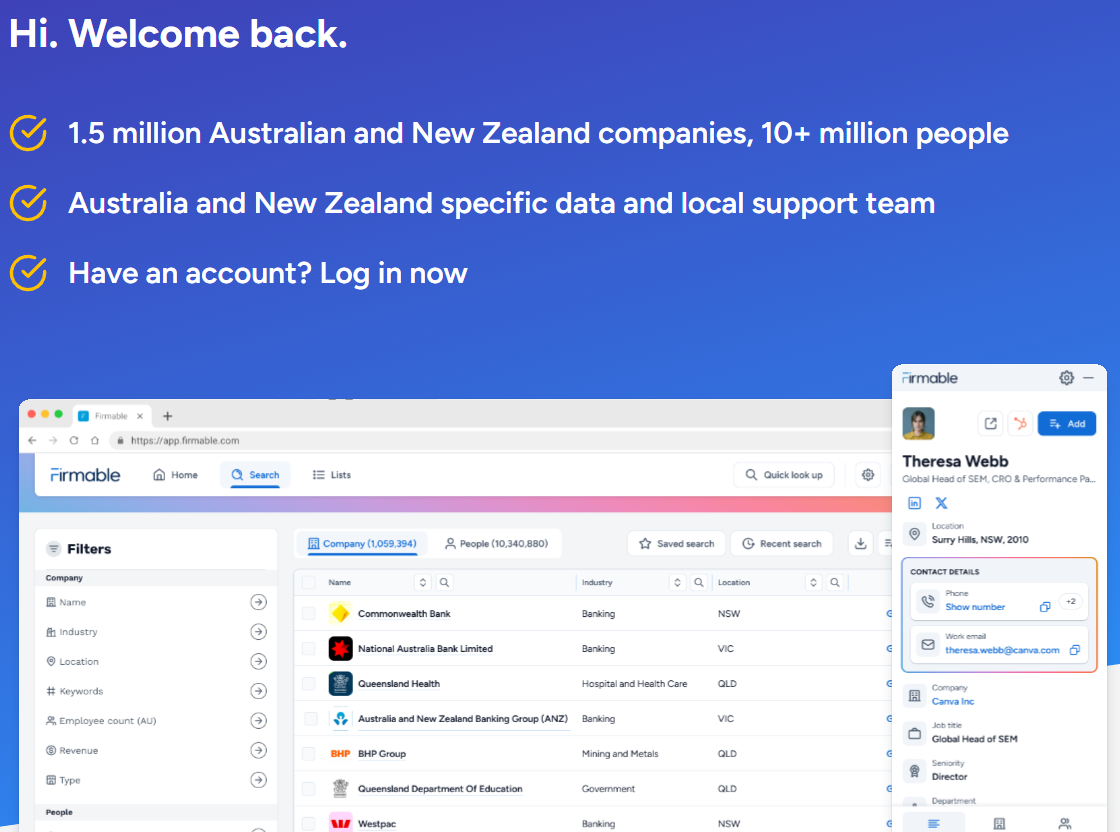 Hi. Welcome back.
1.5 million Australian and New Zealand companies, 10+ million people
Australia and New Zealand specific data and local support team
Have an account? Log in now
Firmable
https://app.firmable.com
Firmable
Home
Search
Lists
Quick look up
Filters
Company
Name
Industry
Location
Keywords
Employee count (AU)
Revenue
Type
People
Company (1,059,394)
People (10,340,880)
Saved search
Recent search
Name Industry Location
Commonwealth Bank Banking NSW
National Australia Bank Limited Banking VIC
Queensland Health Hospital and Health Care QLD
Australia and New Zealand Banking Group (ANZ) Banking VIC
BHP BHP Group Mining and Metals QLD
Queensland Department Of Education Government QLD
Westpac Banking NSW
Firmable
Add
Theresa Webb
Global Head of SEM, CRO & Performance Pa...
Location
Surry Hills, NSW, 2010
CONTACT DETAILS
Phone
Show number +2
Work email
theresa.webb@canva.com
Company
Canva Inc
Job title
Global Head of SEM
Seniority
Director
Department